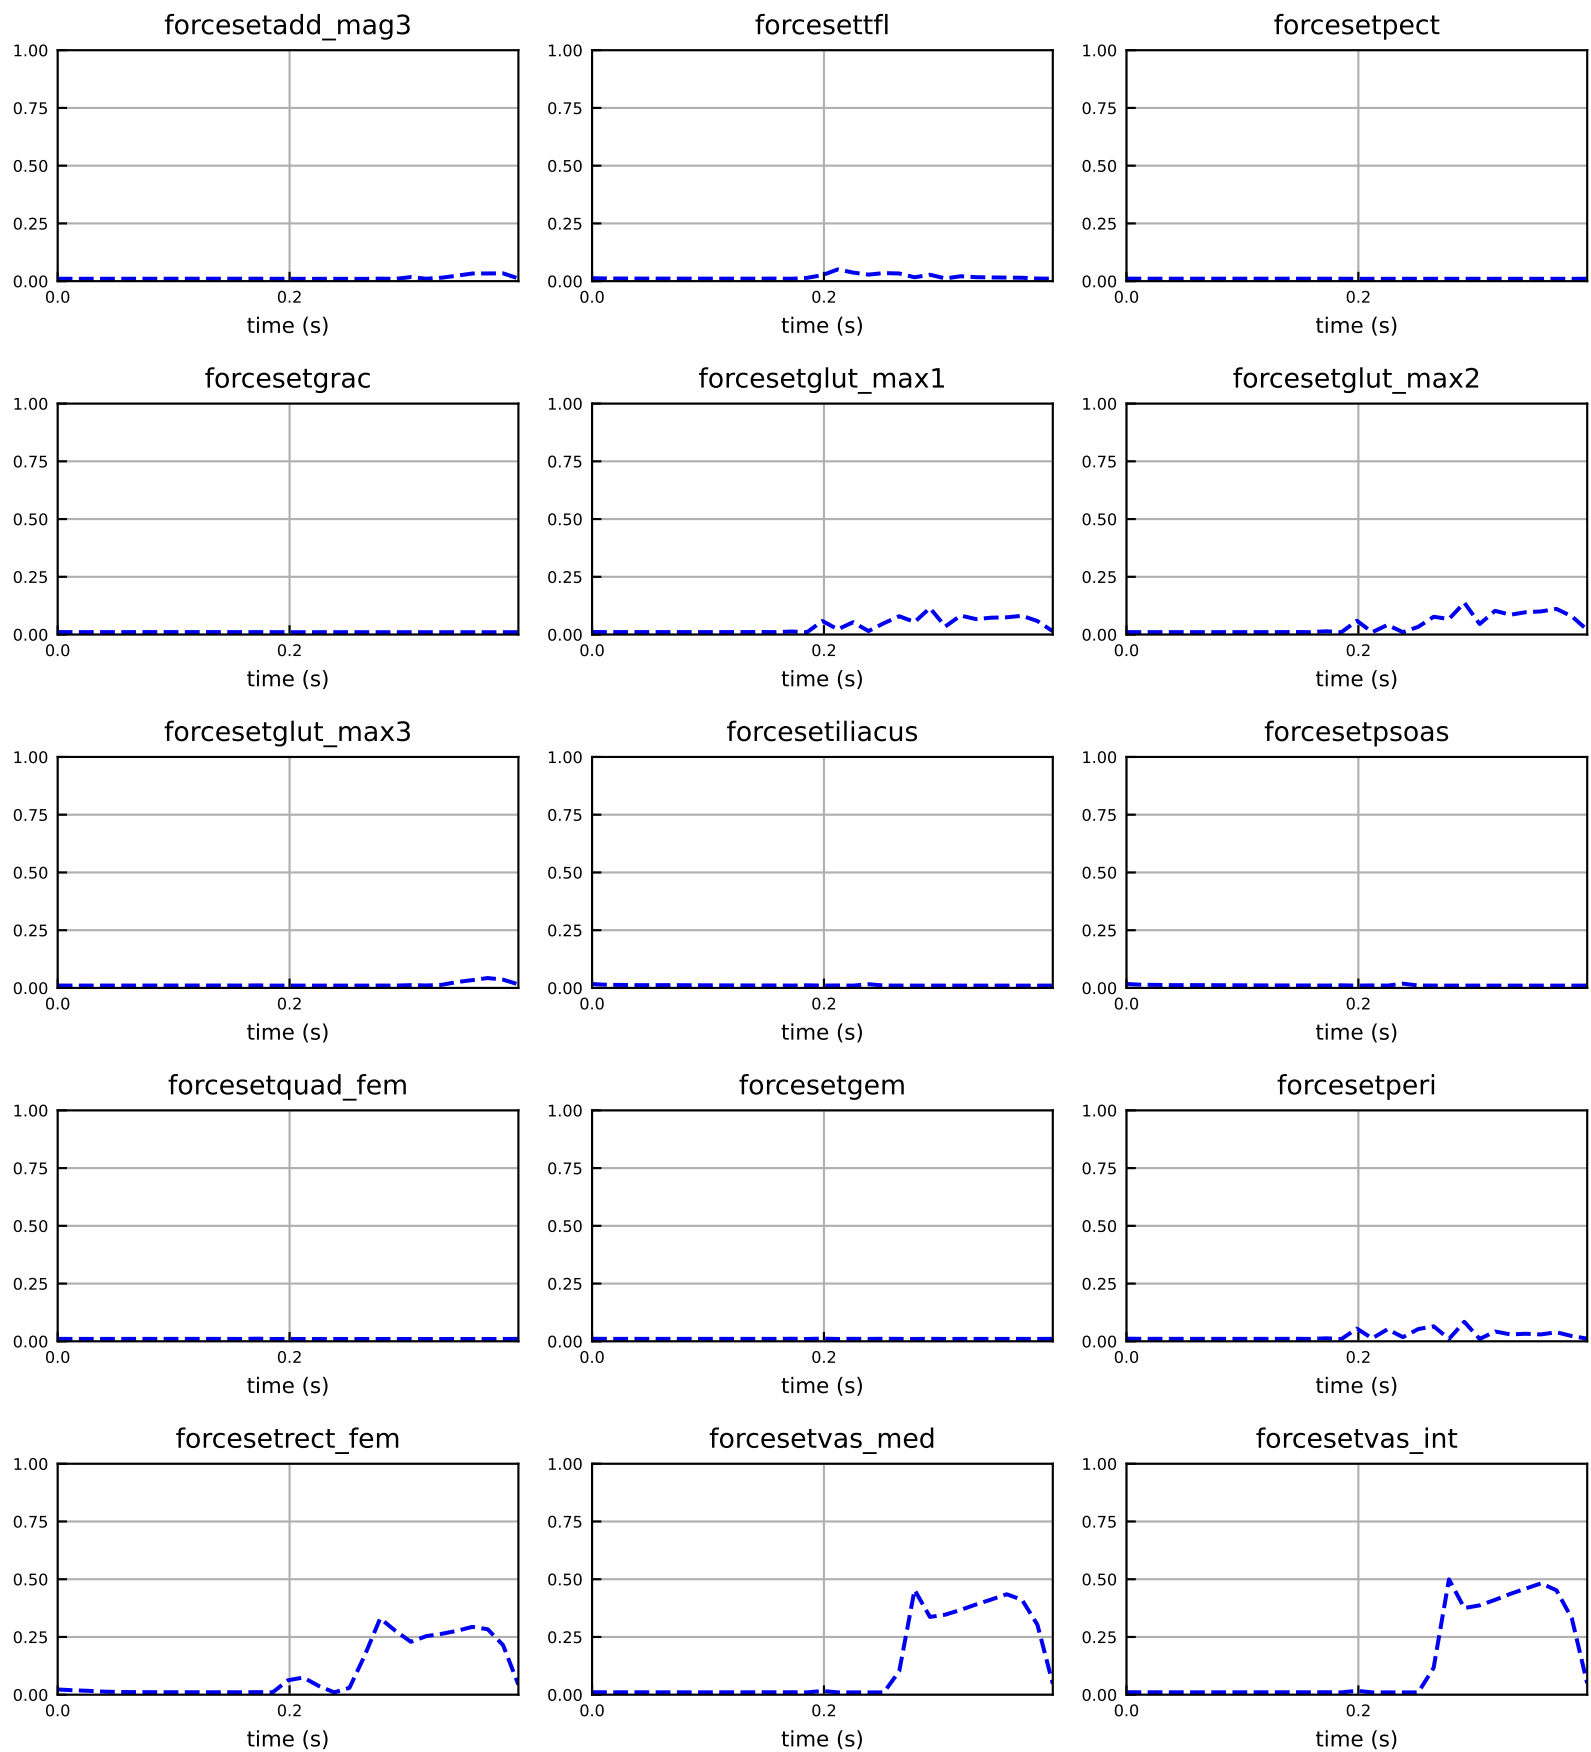 forcesetadd_mag3 forcesettfl forcesetpect
1.00 1.00 1.00
0.75 0.75 0.75
0.50 0.50 0.50
0.25 0.25 0.25
0.00 0.00 0.00
0.0 0.2 0.0 0.2 0.0 0.2
time (s) time (s) time (s)
forcesetgrac forcesetglut_max1 forcesetglut_max2
1.00 1.00 1.00
0.75 0.75 0.75
0.50 0.50 0.50
0.25 0.25 0.25
0.00 0.00 0.00
0.0 0.2 0.0 0.2 0.0 0.2
time (s) time (s) time (s)
forcesetglut_max3 forcesetiliacus forcesetpsoas
1.00 1.00 1.00
0.75 0.75 0.75
0.50 0.50 0.50
0.25 0.25 0.25
0.00 0.00 0.00
0.0 0.2 0.0 0.2 0.0 0.2
time (s) time (s) time (s)
forcesetquad_fem forcesetgem forcesetperi
1.00 1.00 1.00
0.75 0.75 0.75
0.50 0.50 0.50
0.25 0.25 0.25
0.00 0.00 0.00
0.0 0.2 0.0 0.2 0.0 0.2
time (s) time (s) time (s)
forcesetrect_fem forcesetvas_med forcesetvas_int
1.00 1.00 1.00
0.75 0.75 0.75
0.50 0.50 0.50
0.25 0.25 0.25
0.00 0.00 0.00
0.0 0.2 0.0 0.2 0.0 0.2
time (s) time (s) time (s)